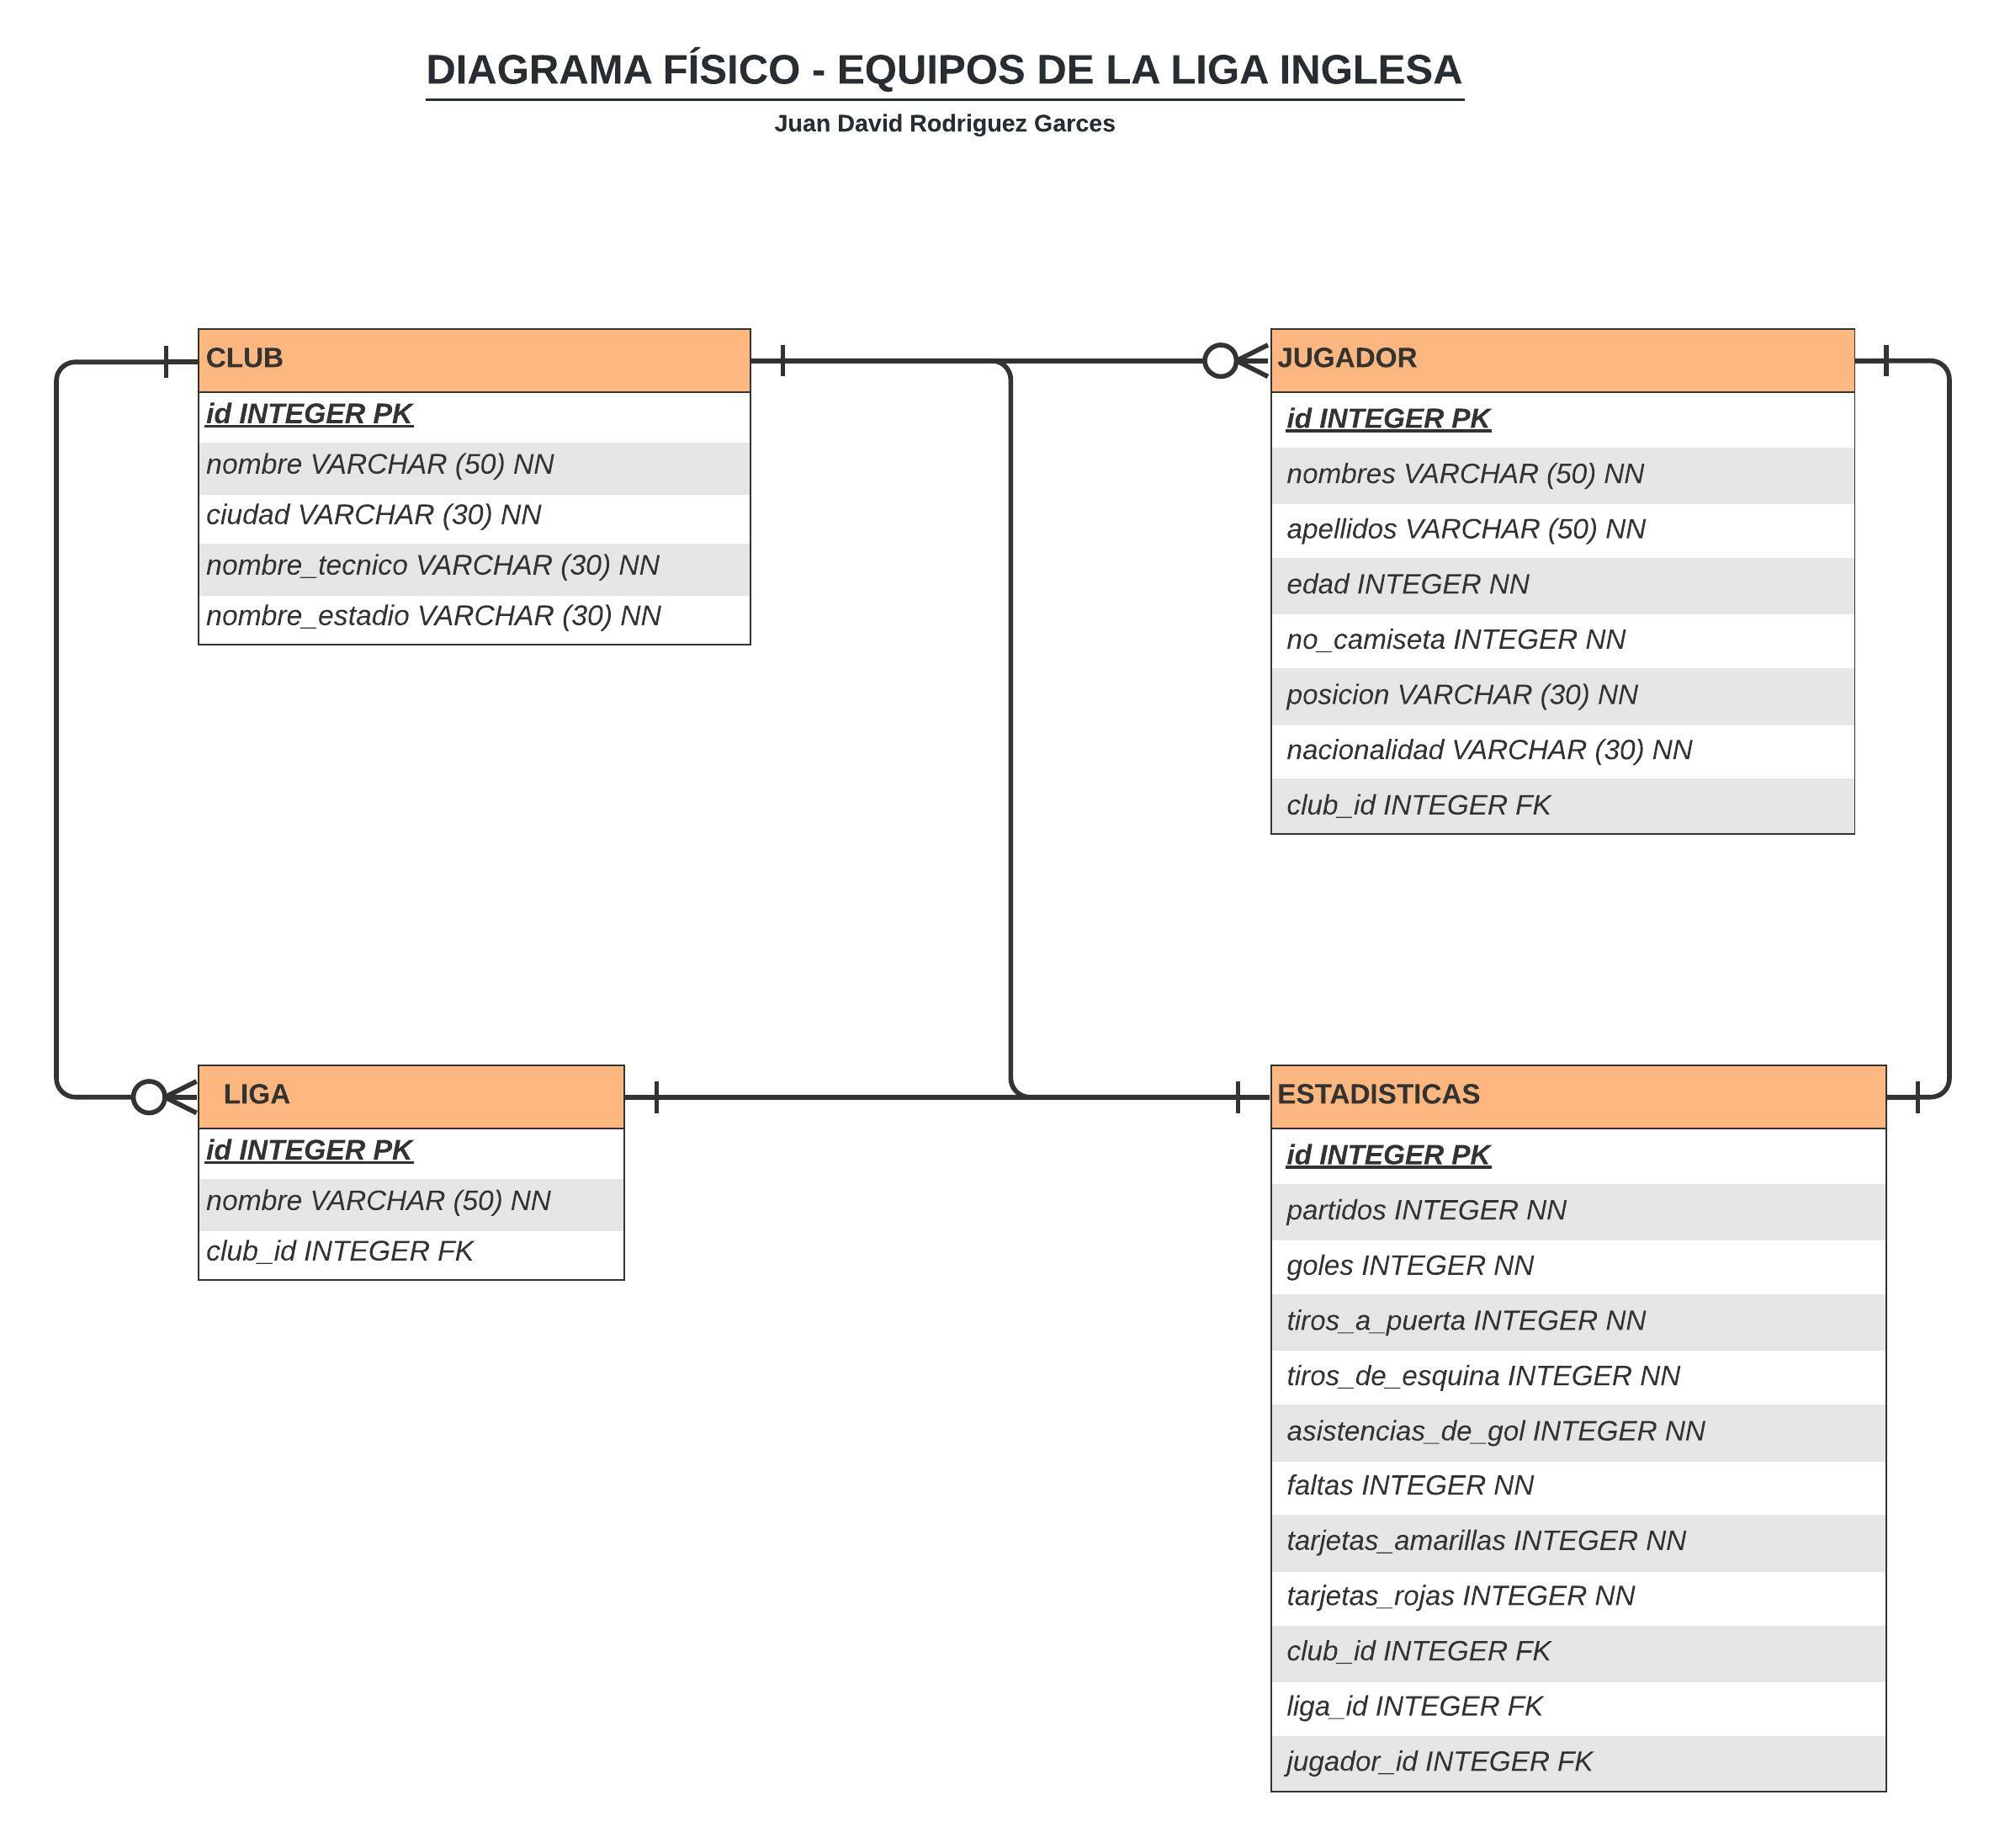 DIAGRAMA FÍSICO - EQUIPOS DE LA LIGA INGLESA
Juan David Rodriguez Garces
CLUB
id INTEGER PK
nombre VARCHAR (50) NN
ciudad VARCHAR (30) NN
nombre_tecnico VARCHAR (30) NN
nombre_estadio VARCHAR (30) NN
JUGADOR
id INTEGER PK
nombres VARCHAR (50) NN
apellidos VARCHAR (50) NN
edad INTEGER NN
no_camiseta INTEGER NN
posicion VARCHAR (30) NN
nacionalidad VARCHAR (30) NN
club_id INTEGER FK
LIGA
id INTEGER PK
nombre VARCHAR (50) NN
club_id INTEGER FK
ESTADISTICAS
id INTEGER PK
partidos INTEGER NN
goles INTEGER NN
tiros_a_puerta INTEGER NN
tiros_de_esquina INTEGER NN
asistencias_de_gol INTEGER NN
faltas INTEGER NN
tarjetas_amarillas INTEGER NN
tarjetas_rojas INTEGER NN
club_id INTEGER FK
liga_id INTEGER FK
jugador_id INTEGER FK